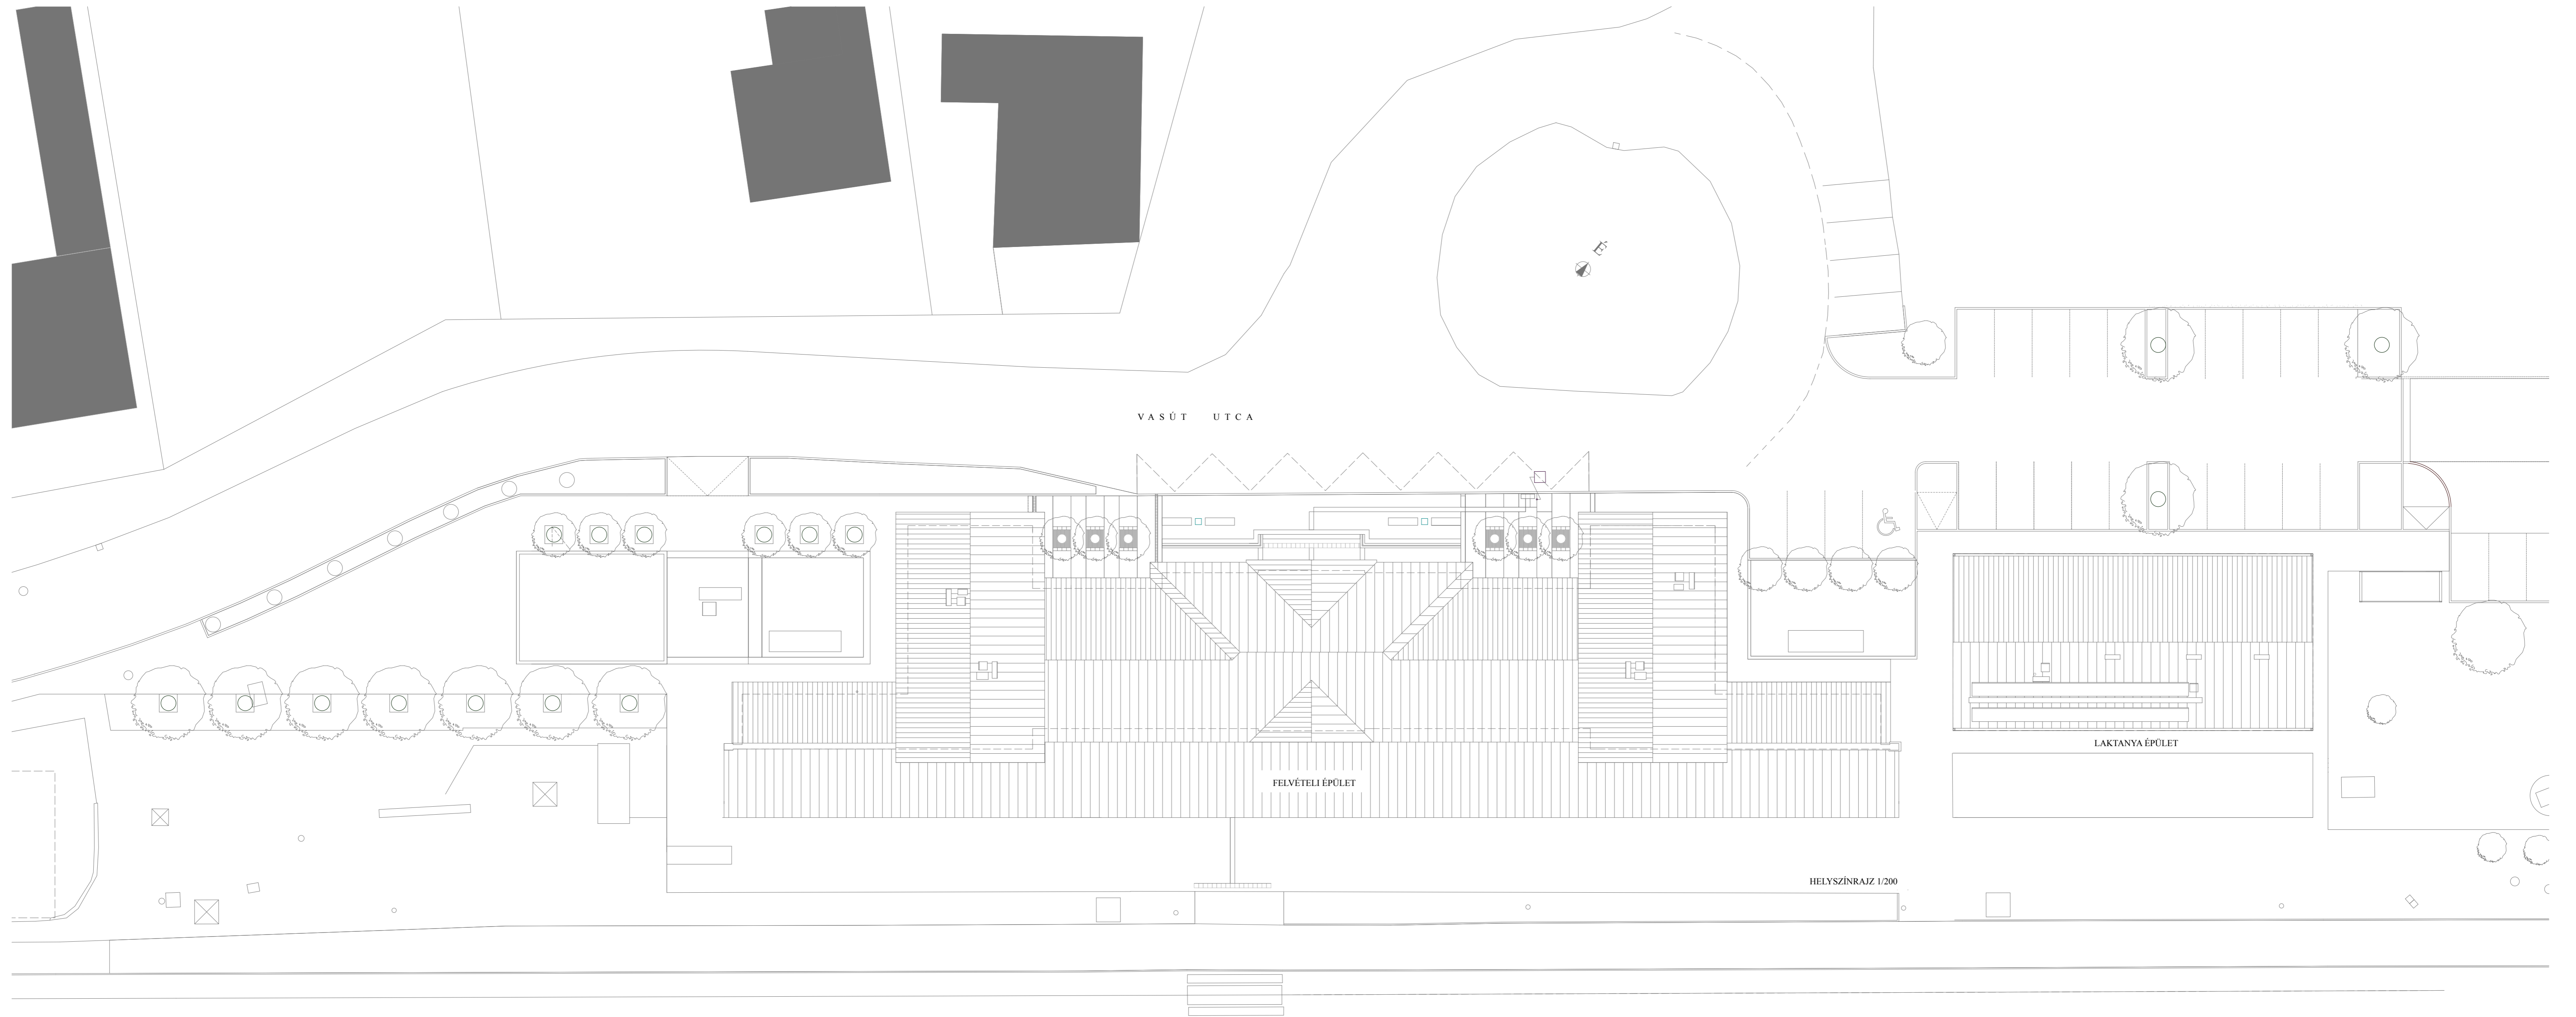 É
VASÚT UTCA
LAKTANYA ÉPÜLET
FELVÉTELI ÉPÜLET
HELYSZÍNRAJZ 1/200